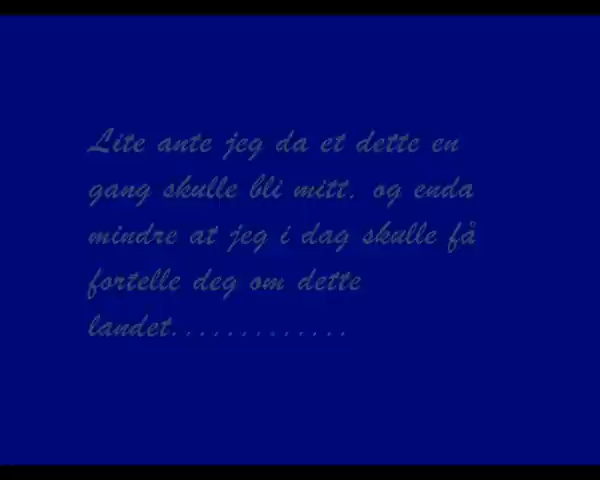 Lite ante jeg da et dette en
gang skulle bli mitt. og enda
mindre at jeg i dag skulle få
fortelle deg om dette
landet.............